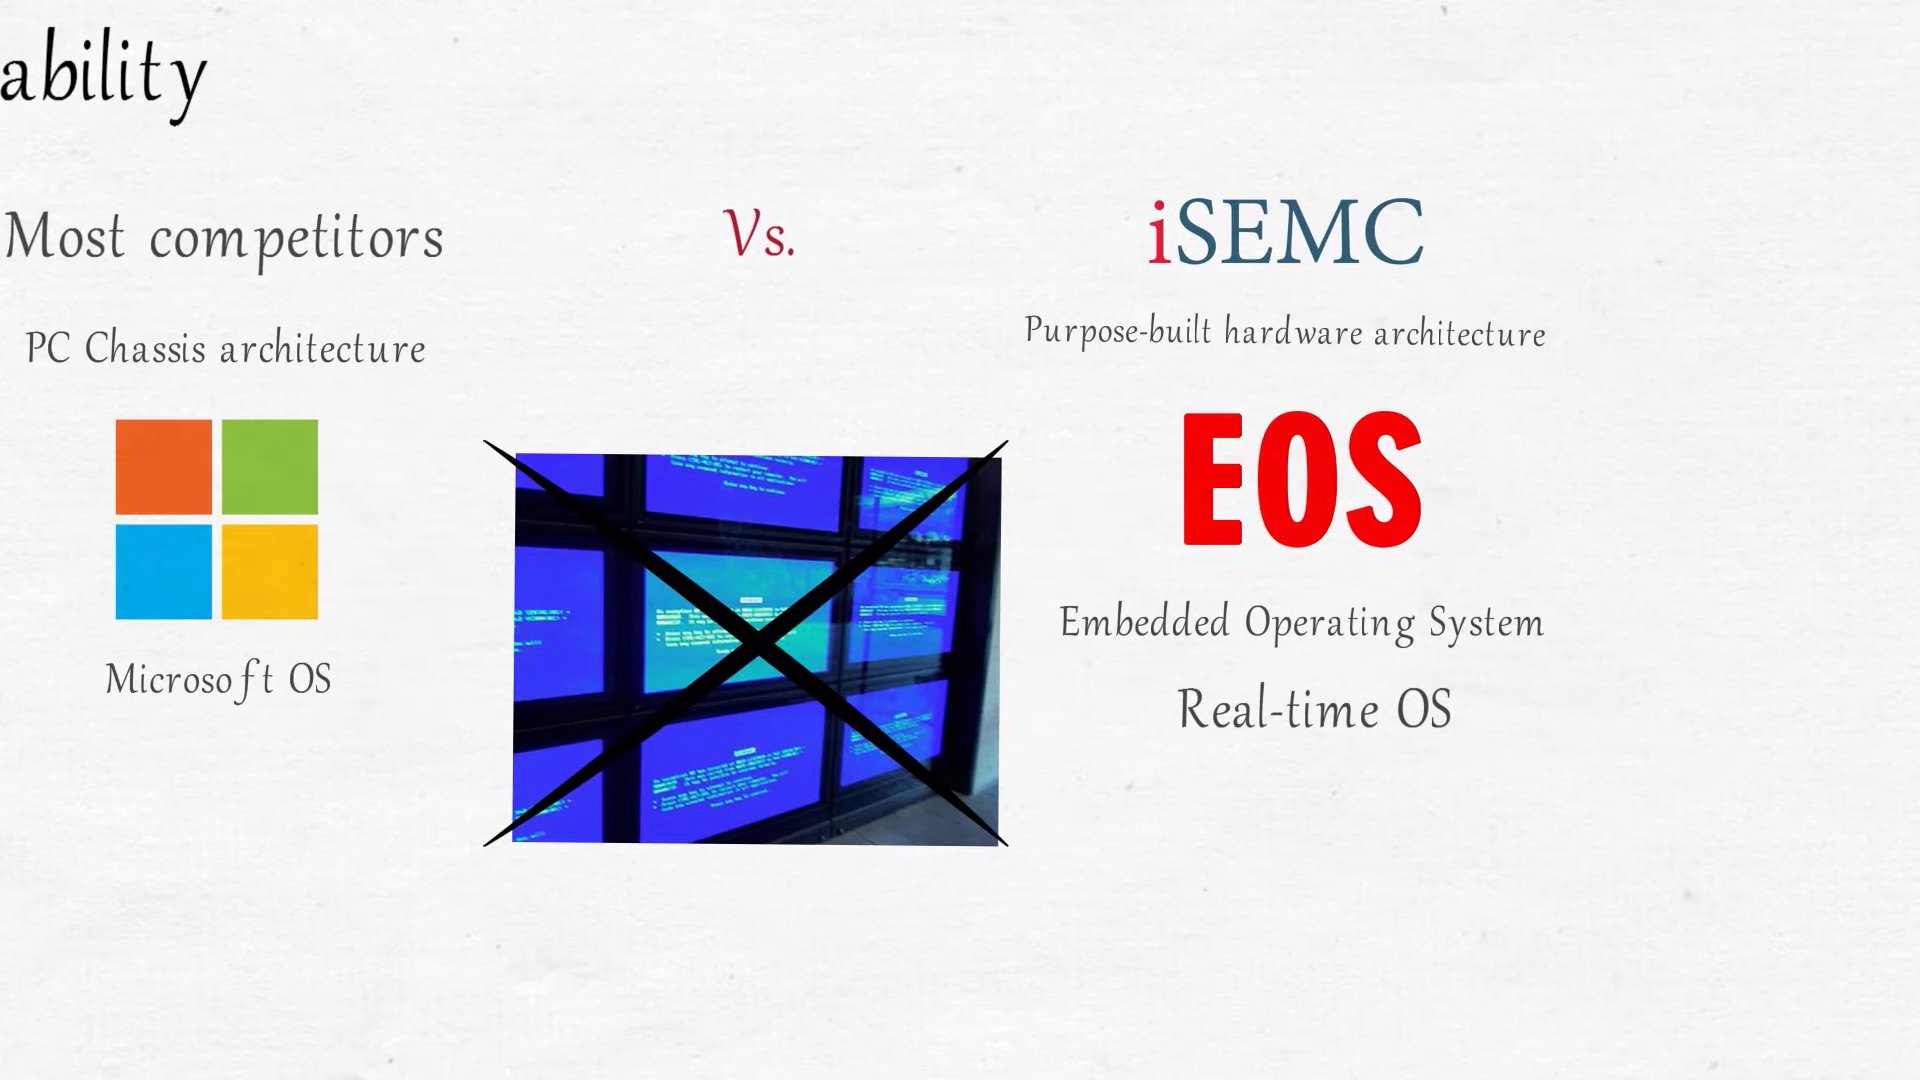 ability
Most competitors
Vs.
iSEMC
PC Chassis architecture
Purpose-built hardware architecture
EOS
Embedded Operating System
Microsoft OS
Real-time OS